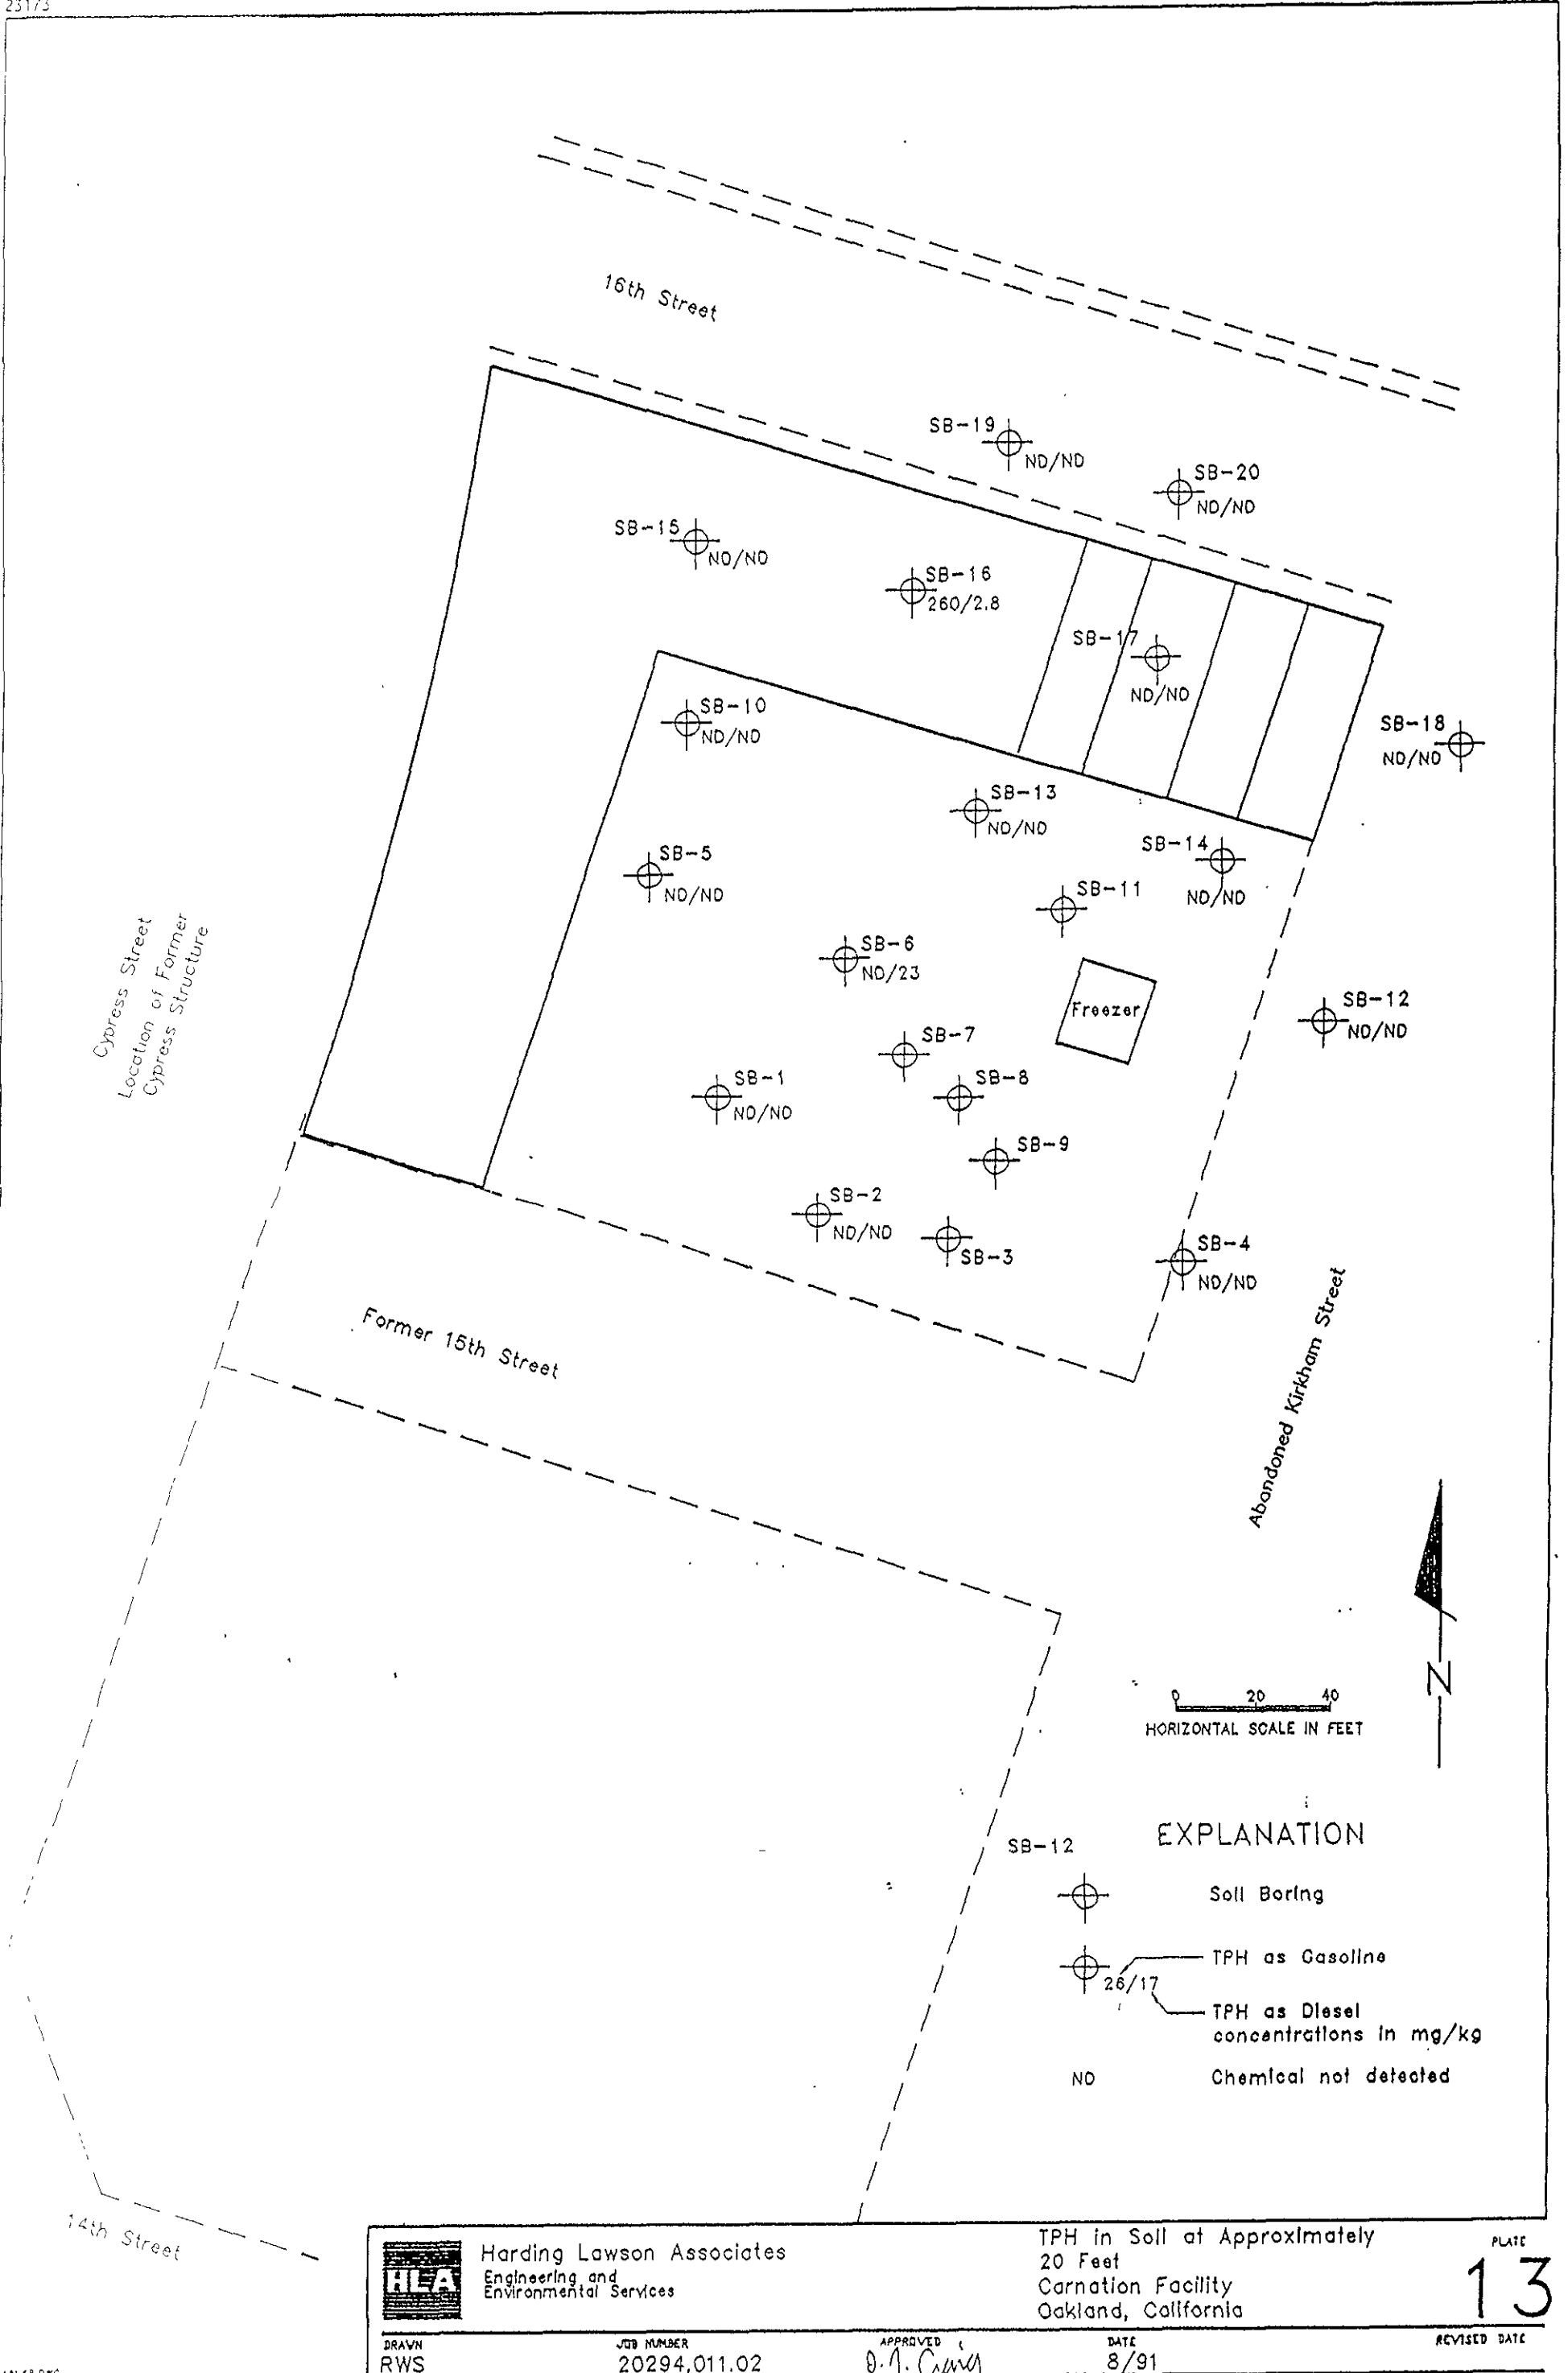 23173
16th Street
SB-19
ND/ND
SB-20
ND/ND
SB-15
ND/ND
SB-16
260/2.8
SB-17
ND/ND
SB-10
ND/ND
SB-18
ND/ND
SB-13
ND/ND
SB-14
ND/ND
SB-5
ND/ND
SB-11
SB-6
ND/23
Freezer
SB-12
ND/ND
Cypress Street
Location of Former
Cypress Structure
SB-7
SB-8
SB-1
ND/ND
SB-9
SB-2
ND/ND
SB-3
SB-4
ND/ND
Former 15th Street
Abandoned Kirkham Street
N
0 20 40
HORIZONTAL SCALE IN FEET
EXPLANATION
SB-12
Soil Boring
TPH as Gasoline
26/17
TPH as Diesel
concentrations in mg/kg
ND Chemical not detected
14th Street
HLA
Harding Lawson Associates
Engineering and
Environmental Services
TPH in Soil at Approximately
20 Feet
Carnation Facility
Oakland, California
PLATE
13
DRAWN JOB NUMBER APPROVED DATE REVISED DATE
RWS 20294,011.02 8/91